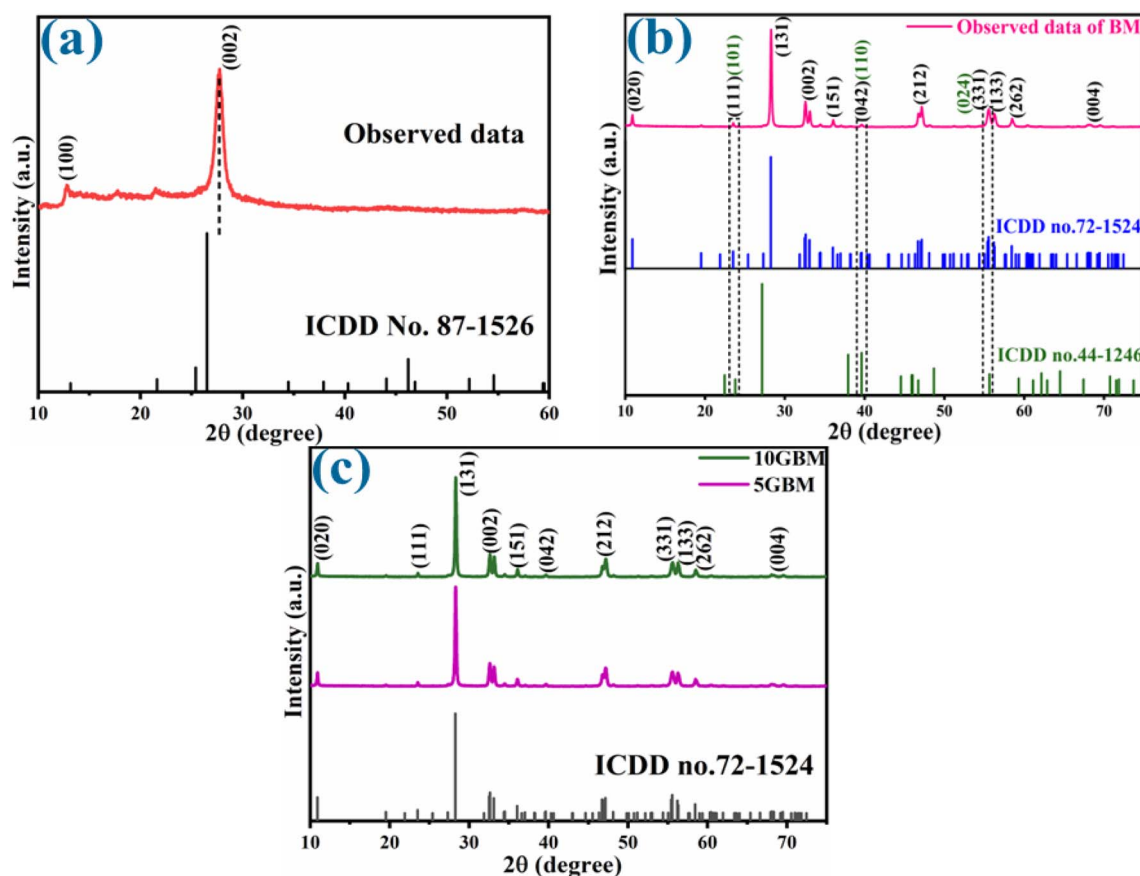 (a)
(002)
(100)
Observed data
ICDD No. 87-1526
Intensity (a.u.)
10 20 30 40 50 60
2θ (degree)
(b)
Observed data of BM
(020)
(111)
(101)
(131)
(002)
(151)
(042)
(110)
(212)
(024)
(331)
(133)
(262)
(004)
ICDD no.72-1524
ICDD no.44-1246
Intensity (a.u.)
10 20 30 40 50 60 70
2θ (degree)
(c)
10GBM
5GBM
(020)
(111)
(131)
(002)
(151)
(042)
(212)
(331)
(133)
(262)
(004)
ICDD no.72-1524
Intensity (a.u.)
10 20 30 40 50 60 70
2θ (degree)